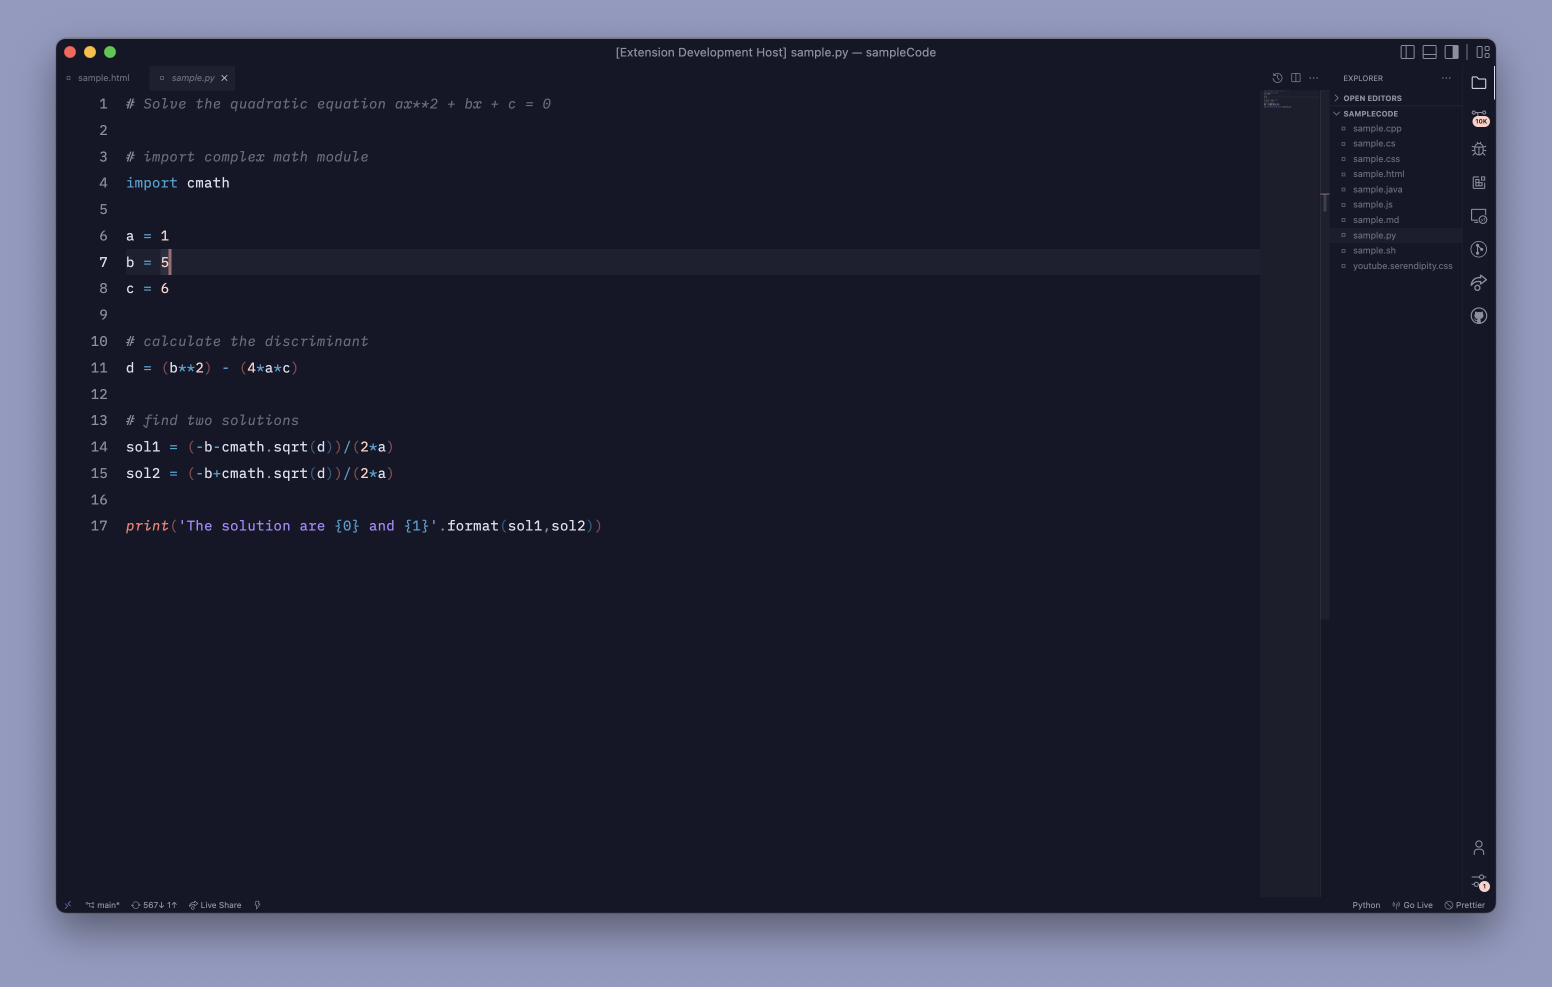 [Extension Development Host] sample.py — sampleCode
sample.html
sample.py
EXPLORER
1 # Solve the quadratic equation ax**2 + bx + c = 0
2
3 # import complex math module
4 import cmath
5
6 a = 1
7 b = 5
8 c = 6
9
10 # calculate the discriminant
11 d = (b**2) - (4*a*c)
12
13 # find two solutions
14 sol1 = (-b-cmath.sqrt(d))/(2*a)
15 sol2 = (-b+cmath.sqrt(d))/(2*a)
16
17 print('The solution are {0} and {1}'.format(sol1,sol2))
OPEN EDITORS
SAMPLECODE
sample.cpp
sample.cs
sample.css
sample.html
sample.java
sample.js
sample.md
sample.py
sample.sh
youtube.serendipity.css
10K
1
main* 567↓ 1↑ Live Share
Python Go Live Prettier